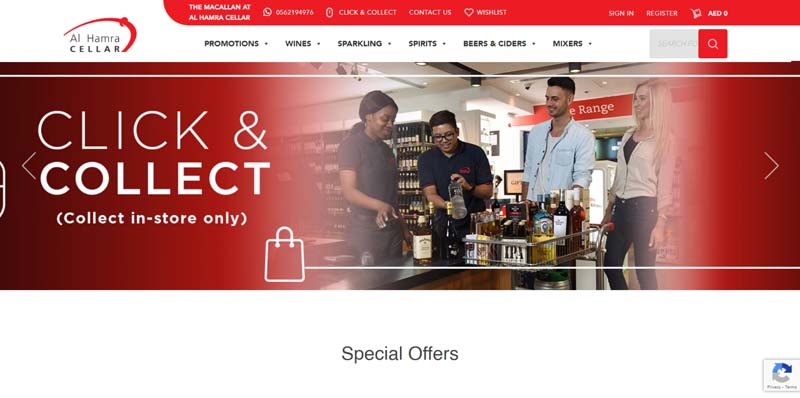 THE MACALLAN AT
AL HAMRA CELLAR
0562194976
CLICK & COLLECT
CONTACT US
WISHLIST
SIGN IN
REGISTER
AED 0
Al Hamra
CELLAR
PROMOTIONS
WINES
SPARKLING
SPIRITS
BEERS & CIDERS
MIXERS
SEARCH FO
CLICK &
COLLECT
(Collect in-store only)
e Range
Special Offers
Privacy - Terms